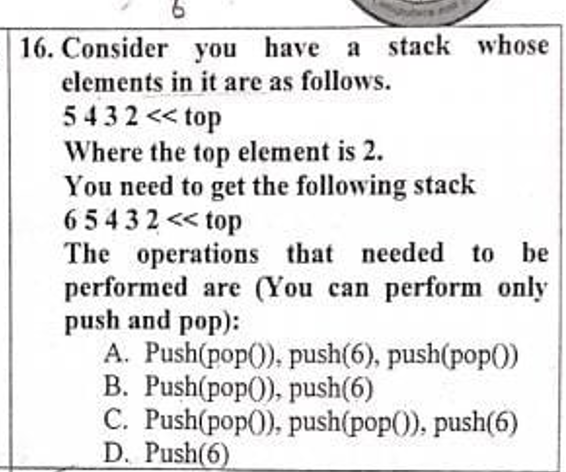 6
16. Consider you have a stack whose
elements in it are as follows.
5 4 3 2 << top
Where the top element is 2.
You need to get the following stack
6 5 4 3 2 << top
The operations that needed to be
performed are (You can perform only
push and pop):
A. Push(pop()), push(6), push(pop())
B. Push(pop()), push(6)
C. Push(pop()), push(pop()), push(6)
D. Push(6)